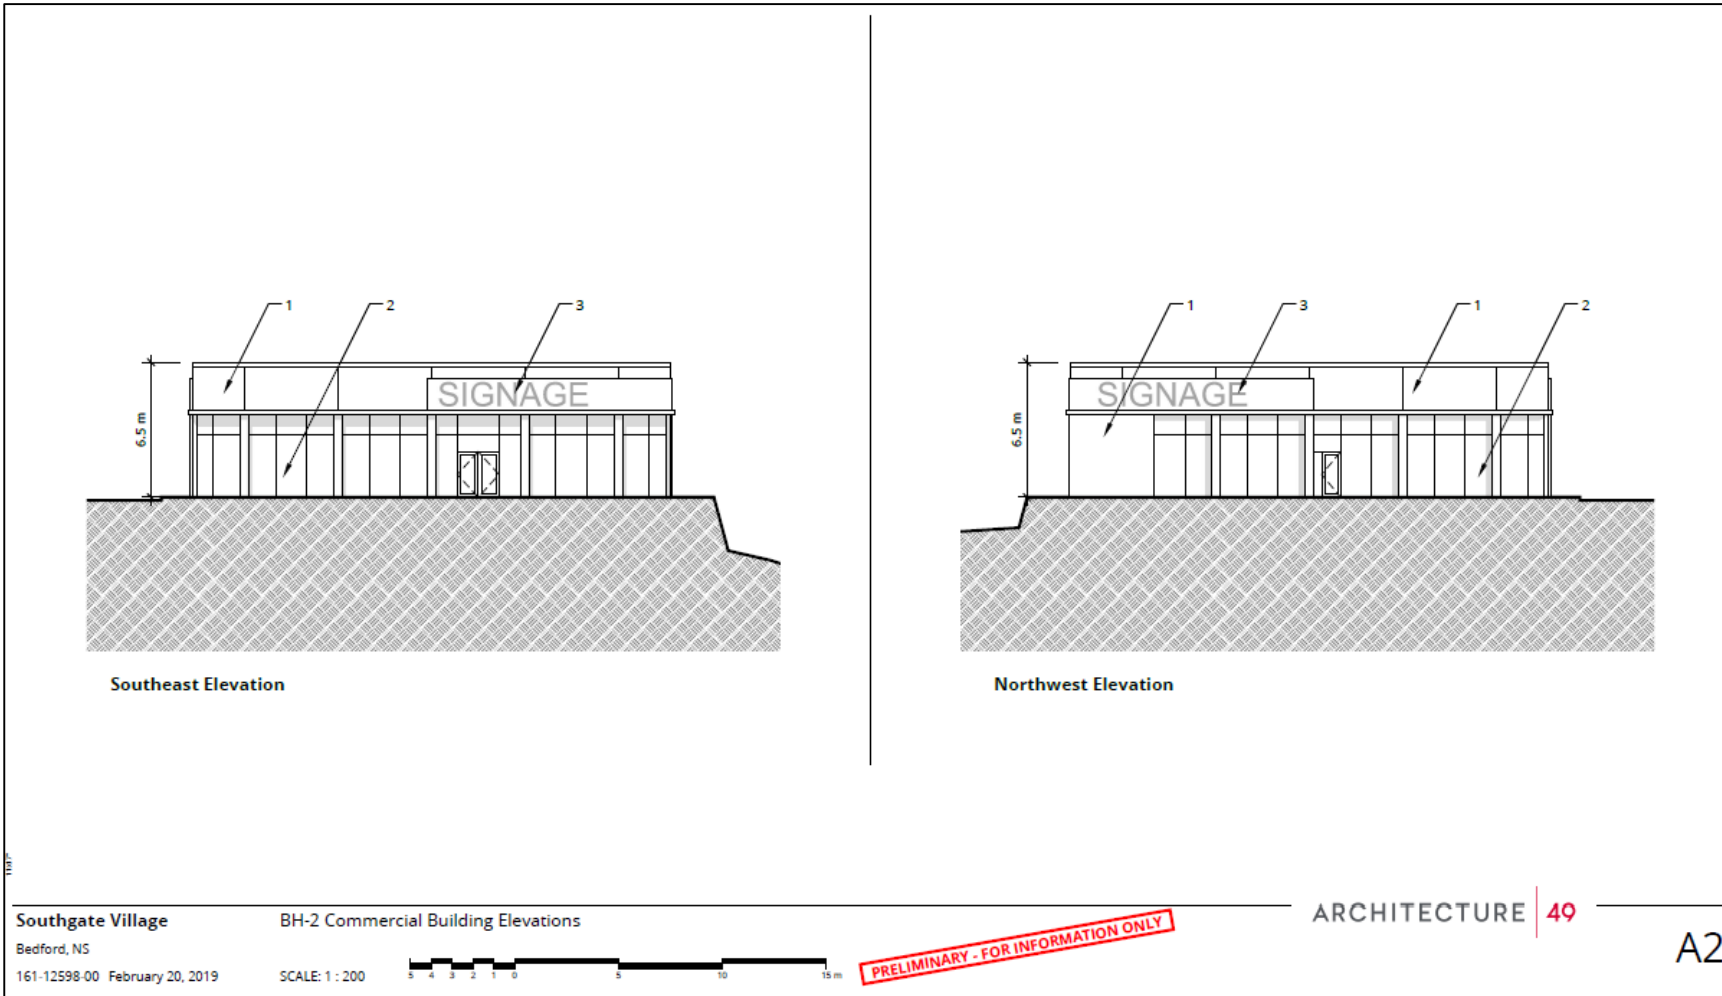 1
2
3
6.5 m
SIGNAGE
Southeast Elevation
1
3
1
2
6.5 m
SIGNAGE
Northwest Elevation
Southgate Village
Bedford, NS
161-12598-00 February 20, 2019
BH-2 Commercial Building Elevations
SCALE: 1 : 200
5 4 3 2 1 0 5 10 15 m
PRELIMINARY - FOR INFORMATION ONLY
ARCHITECTURE 49
A2